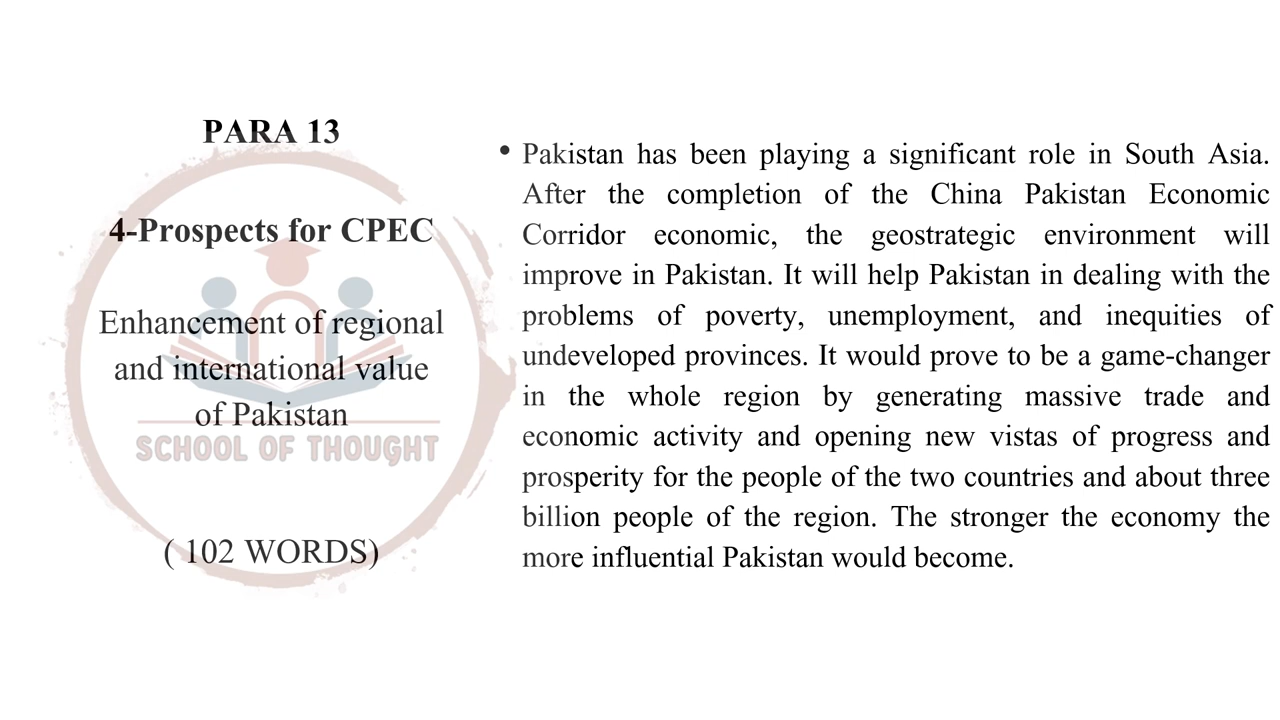 PARA 13
4-Prospects for CPEC
Enhancement of regional
and international value
of Pakistan
SCHOOL OF THOUGHT
( 102 WORDS)
• Pakistan has been playing a significant role in South Asia.
After the completion of the China Pakistan Economic
Corridor economic, the geostrategic environment will
improve in Pakistan. It will help Pakistan in dealing with the
problems of poverty, unemployment, and inequities of
undeveloped provinces. It would prove to be a game-changer
in the whole region by generating massive trade and
economic activity and opening new vistas of progress and
prosperity for the people of the two countries and about three
billion people of the region. The stronger the economy the
more influential Pakistan would become.